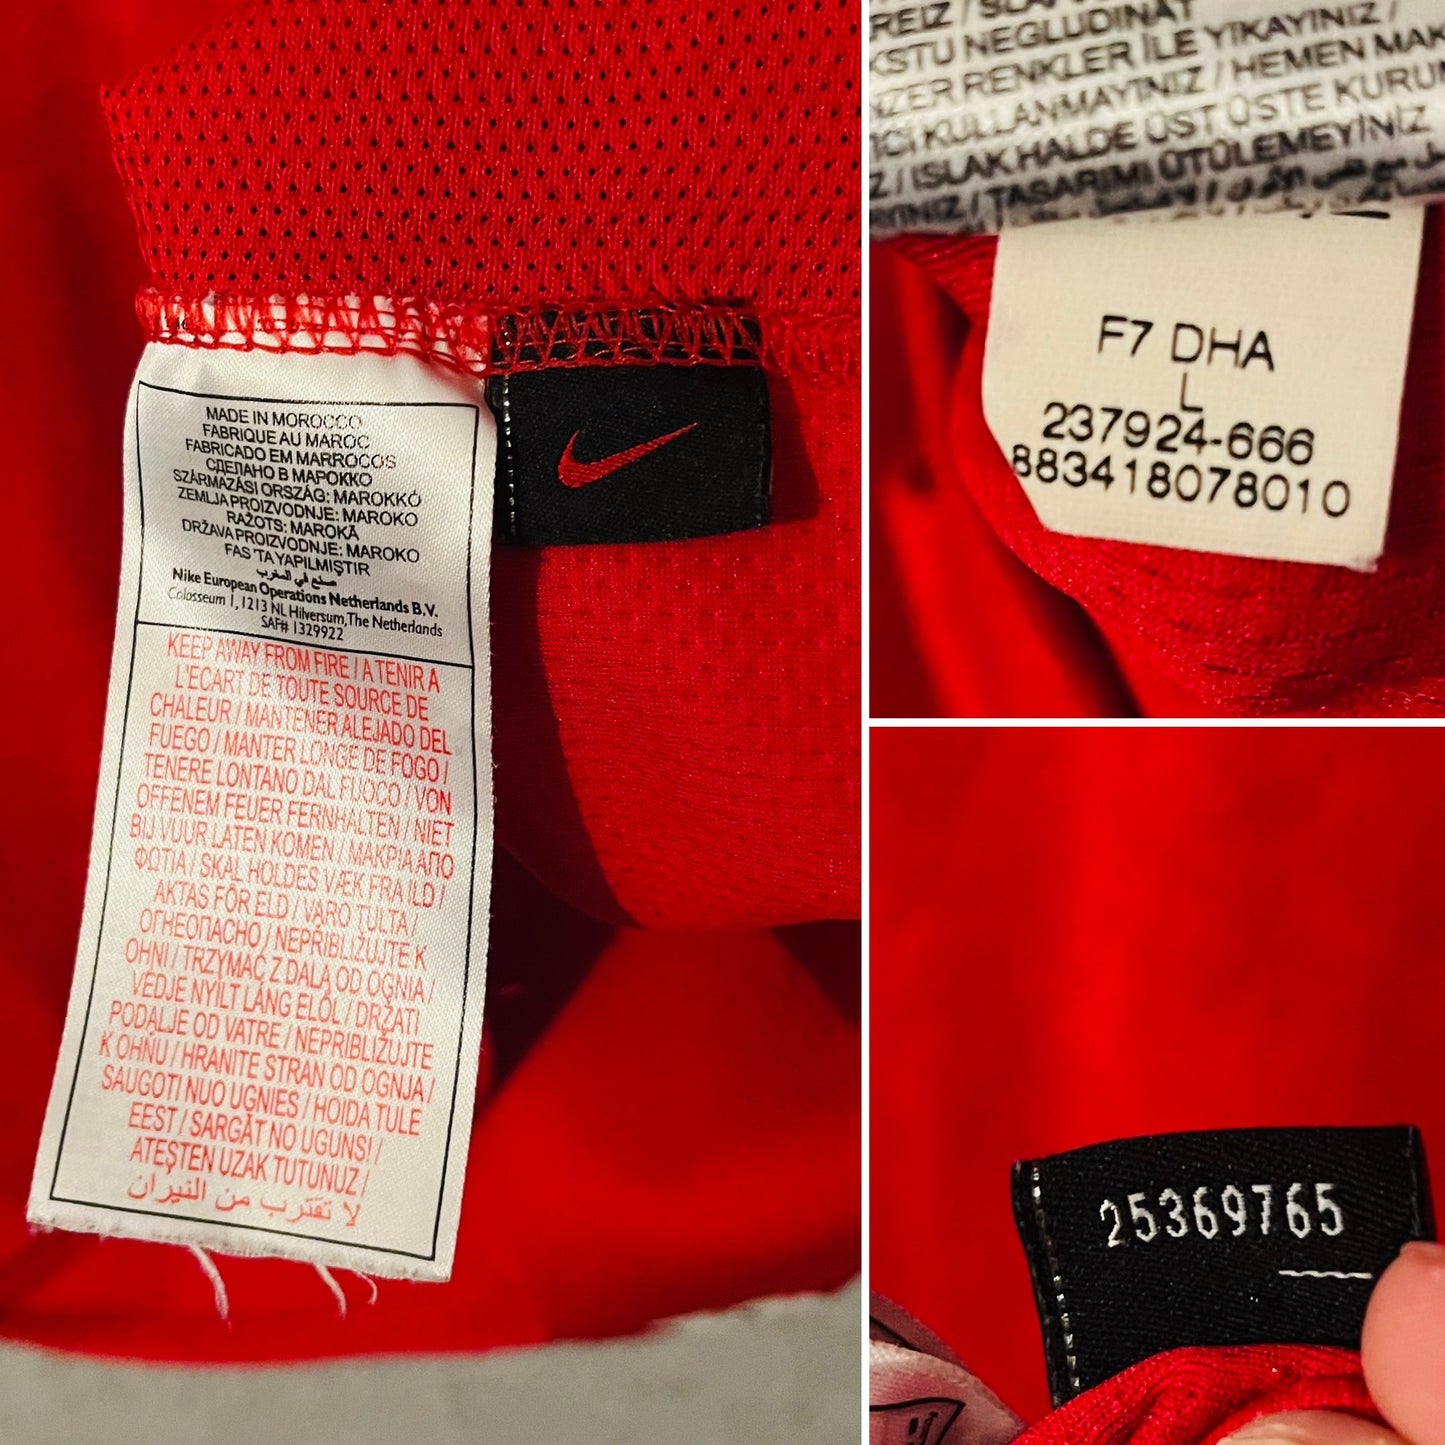 MADE IN MOROCCO
FABRIQUE AU MAROC
FABRICADO EM MARROCOS
СДЕЛАНО В МАРОККО
SZÁRMAZÁSI ORSZÁG: MAROKKÓ
ZEMLJA PROIZVODNJE: MAROKO
RAŽOTS: MAROKĀ
DRŽAVA PROIZVODNJE: MAROKO
FAS 'TA YAPILMIŞTIR
صنع في المغرب
Nike European Operations Netherlands B.V.
Colosseum 1, 1213 NL Hilversum, The Netherlands
SAF# 1329922
KEEP AWAY FROM FIRE / A TENIR A
L'ECART DE TOUTE SOURCE DE
CHALEUR / MANTENER ALEJADO DEL
FUEGO / MANTER LONGE DE FOGO /
TENERE LONTANO DAL FUOCO / VON
OFFENEM FEUER FERNHALTEN / NIET
BIJ VUUR LATEN KOMEN / ΜΑΚΡΙΑ ΑΠΟ
ΦΩΤΙΑ / SKAL HOLDES VÆK FRA ILD /
AKTAS FÖR ELD / VARO TULTA /
ОГНЕОПАСНО / NEPŘIBLIŽUJTE K
OHNI / TRZYMAĆ Z DALA OD OGNIA /
VÉDJE NYÍLT LÁNG ELŐL / DRŽATI
PODALJE OD VATRE / NEPRIBLIŽUJTE
K OHŇU / HRANITE STRAN OD OGNJA /
SAUGOTI NUO UGNIES / HOIDA TULE
EEST / SARGĀT NO UGUNS! /
ATEŞTEN UZAK TUTUNUZ /
لا تقترب من النيران
KSTU NEGLUDINĀT
RENKLER İLE YIKAYINIZ /
KULLANMAYINIZ / HEMEN MAK
Z / ISLAK HALDE ÜST ÜSTE KURU
/ TASARIMI ÜTÜLEMEYİNİZ
F7 DHA
L
237924-666
883418078010
25369765